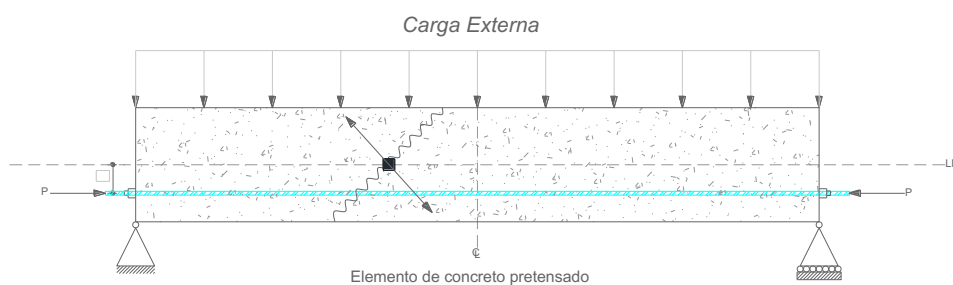 Carga Externa
LI
P
P
℄
Elemento de concreto pretensado